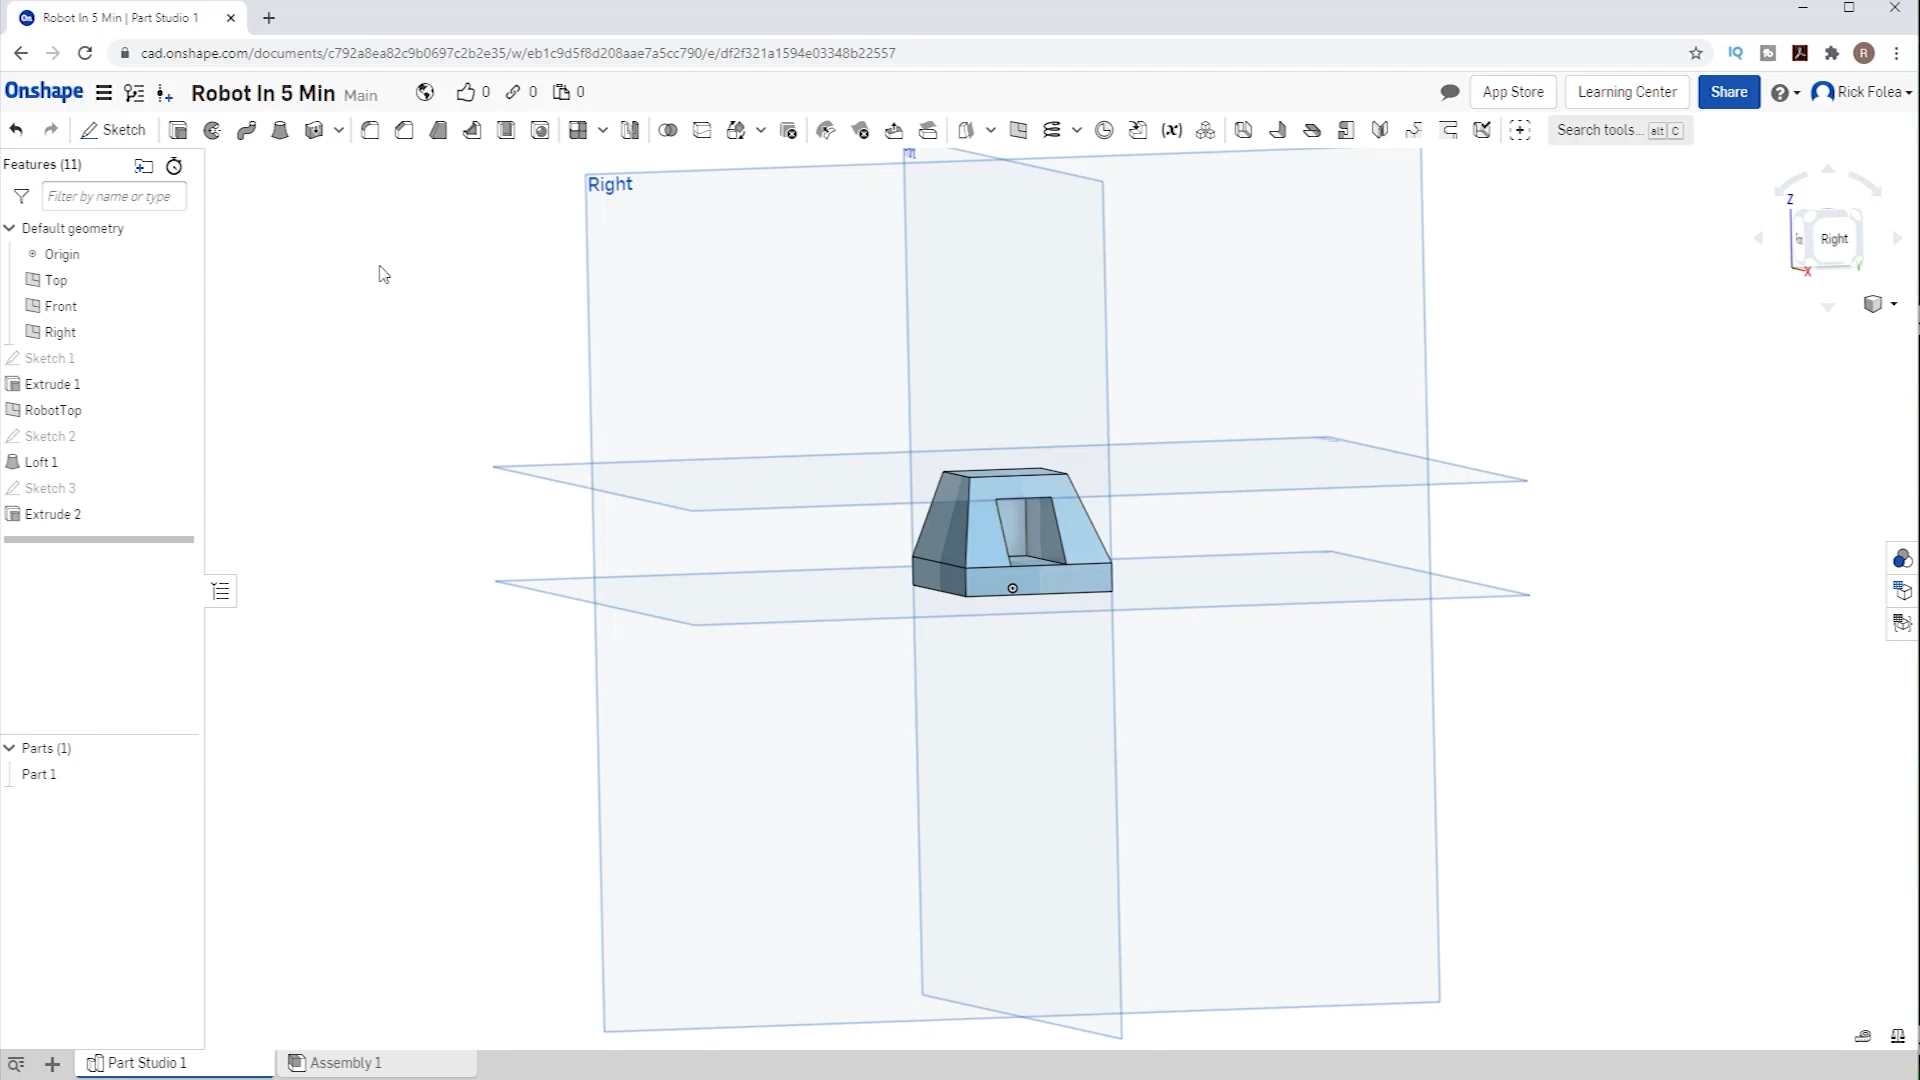 Robot In 5 Min | Part Studio 1
cad.onshape.com/documents/c792a8ea82c9b0697c2b2e35/w/eb1c9d5f8d208aae7a5cc790/e/df2f321a1594e03348b22557
IQ
R
Onshape
Robot In 5 Min Main
0
0
0
App Store
Learning Center
Share
Rick Folea
Sketch
(x)
Search tools... alt C
Features (11)
Filter by name or type
Default geometry
Origin
Top
Front
Right
Sketch 1
Extrude 1
RobotTop
Sketch 2
Loft 1
Sketch 3
Extrude 2
Parts (1)
Part 1
Right
Z
Right
X
Y
Part Studio 1
Assembly 1